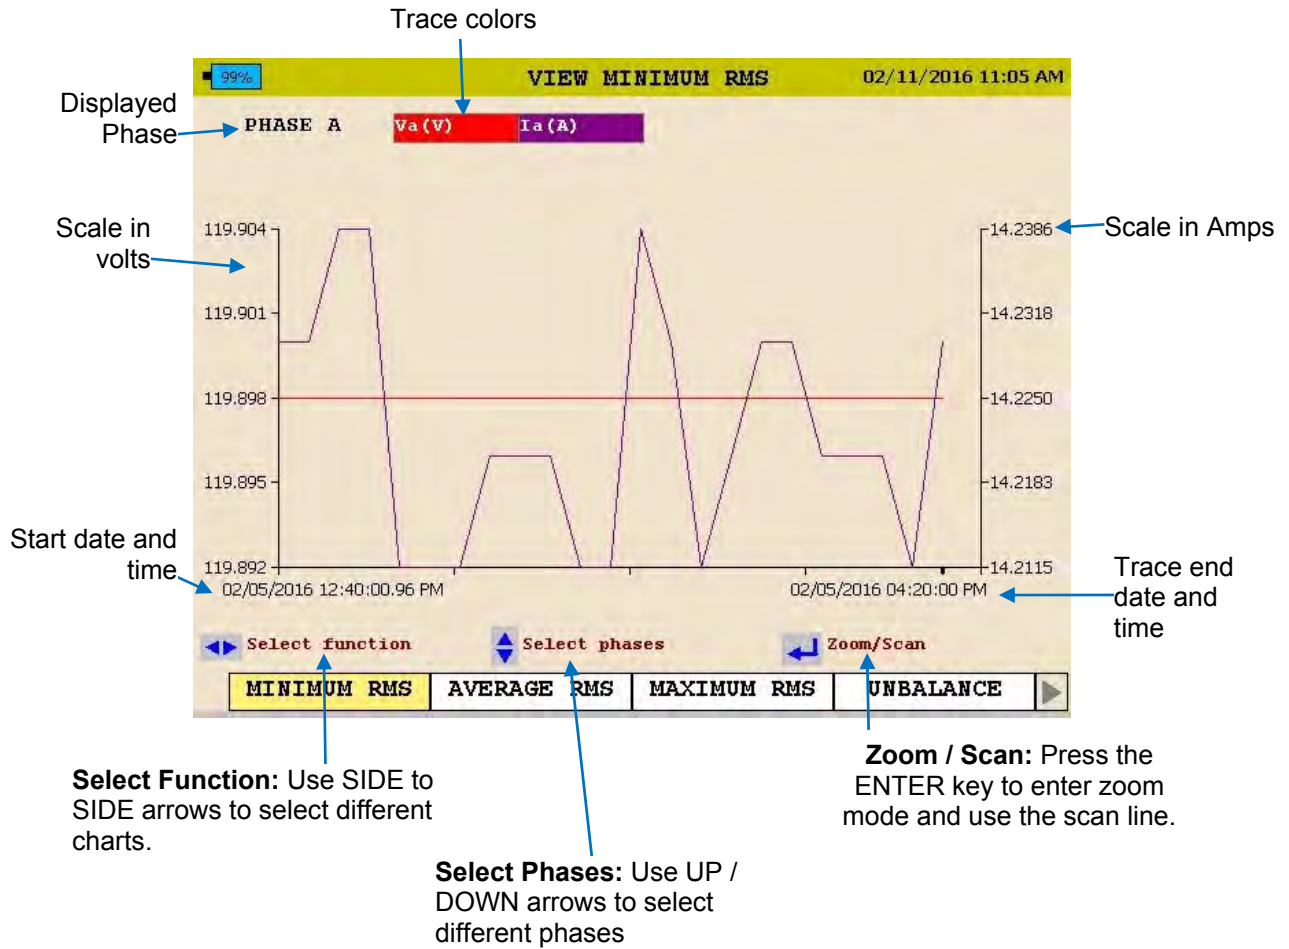 Trace colors
99%
VIEW MINIMUM RMS
02/11/2016 11:05 AM
Displayed
Phase
PHASE A
Va(V)
Ia(A)
Scale in
volts
Scale in Amps
119.904
119.901
119.898
119.895
119.892
14.2386
14.2318
14.2250
14.2183
14.2115
Start date and
time
02/05/2016 12:40:00.96 PM
02/05/2016 04:20:00 PM
Trace end
date and
time
Select function
Select phases
Zoom/Scan
MINIMUM RMS
AVERAGE RMS
MAXIMUM RMS
UNBALANCE
Select Function: Use SIDE to
SIDE arrows to select different
charts.
Zoom / Scan: Press the
ENTER key to enter zoom
mode and use the scan line.
Select Phases: Use UP /
DOWN arrows to select
different phases